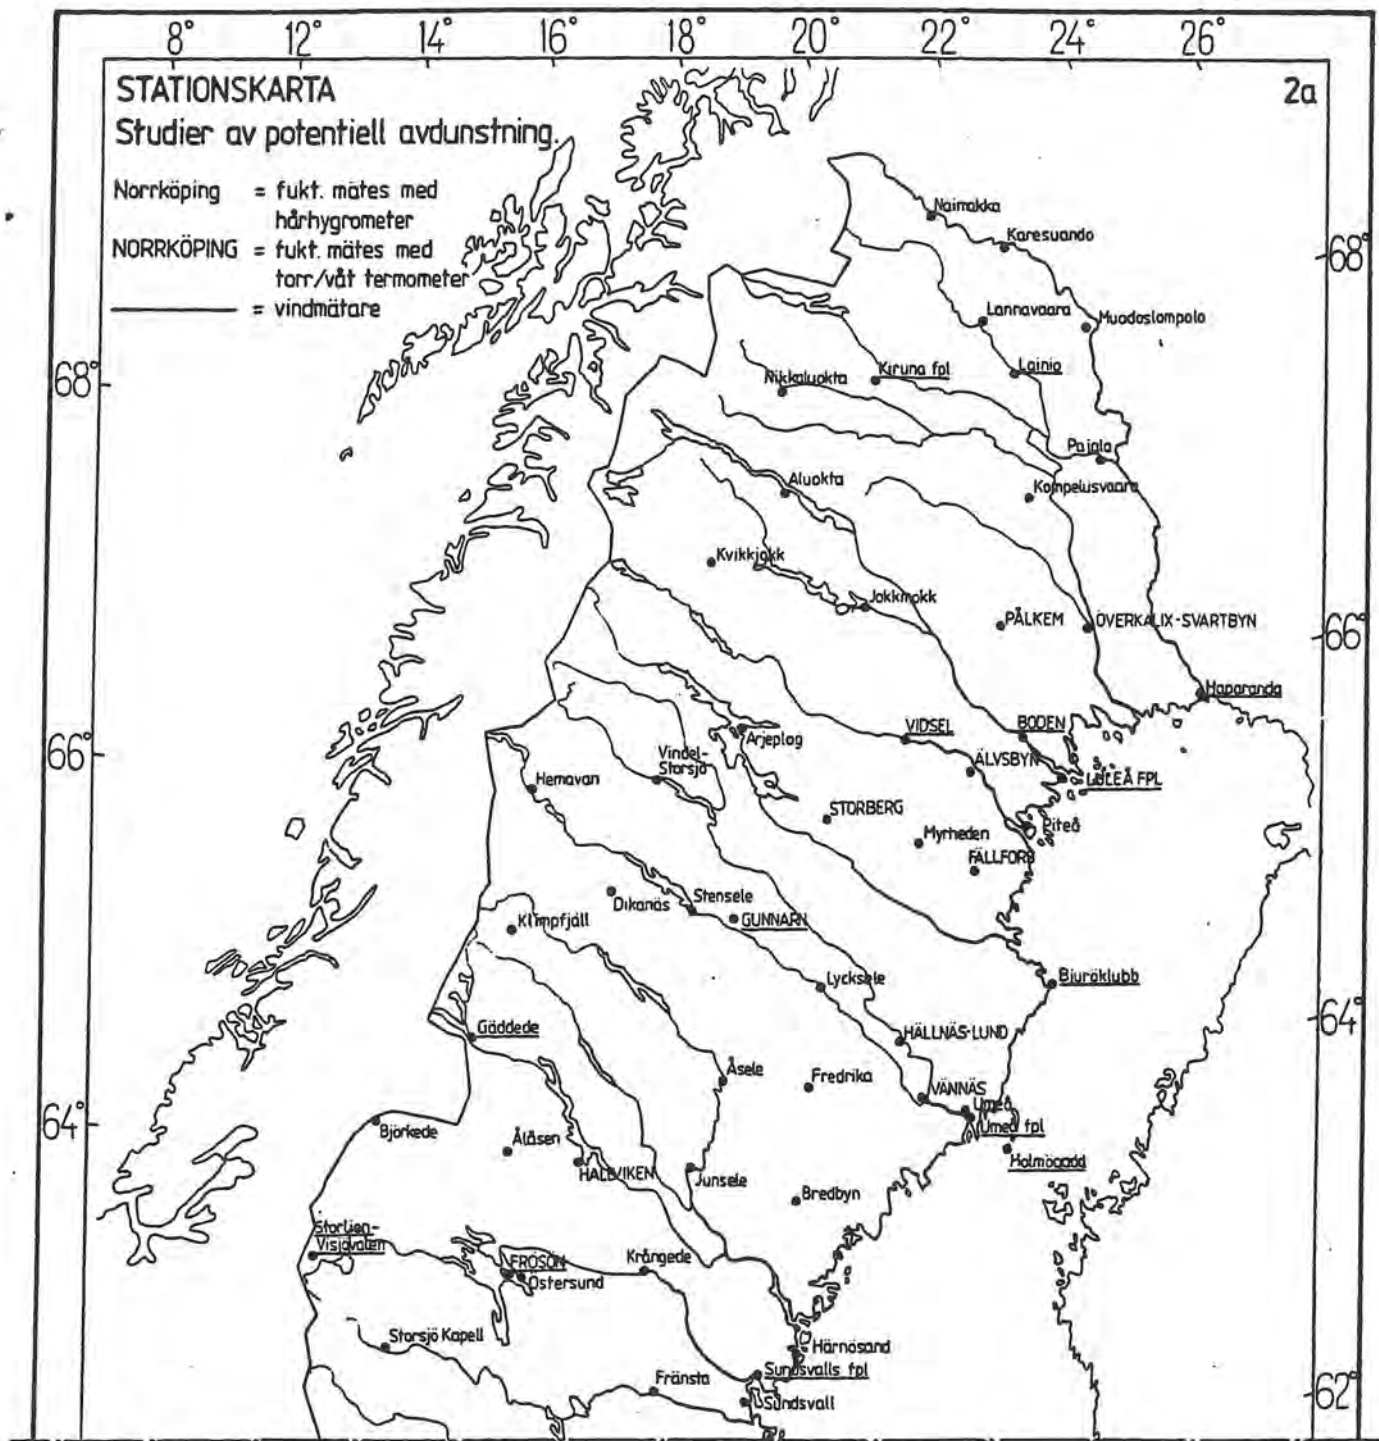 8° 12° 14° 16° 18° 20° 22° 24° 26°
STATIONSKARTA
2a
Studier av potentiell avdunstning.
Norrköping = fukt. mätes med
hårhygrometer
NORRKÖPING = fukt. mätes med
torr/våt termometer
= vindmätare
Naimakka
Karesuando
68°
Lannavaara
Muodoslompolo
68°
Nikkaluokta
Kiruna fpl
Lainio
Pajala
Aluokta
Kompelusvaara
Kvikkjokk
Jokkmokk
PÅLKEM
ÖVERKALIX-SVARTBYN
66°
Haparanda
VIDSEL
BODEN
Arjeplog
66°
Vindel-
Storsjö
ÄLVSBYN
LULEÅ FPL
Hemavan
STORBERG
Piteå
Myrheden
FÄLLFORS
Dikanäs
Stensele
GUNNARN
Klimpfjäll
Lycksele
Bjuröklubb
64°
Gäddede
HÄLLNÄS-LUND
Åsele
Fredrika
VÄNNÄS
Umeå
64°
Björkede
Umeå fpl
Ålåsen
Holmögadd
HALLVIKEN
Junsele
Bredbyn
Storlien-
Visjövalen
FRÖSÖN
Östersund
Krångede
Storsjö Kapell
Härnösand
Sundsvalls fpl
Fränsta
62°
Sundsvall